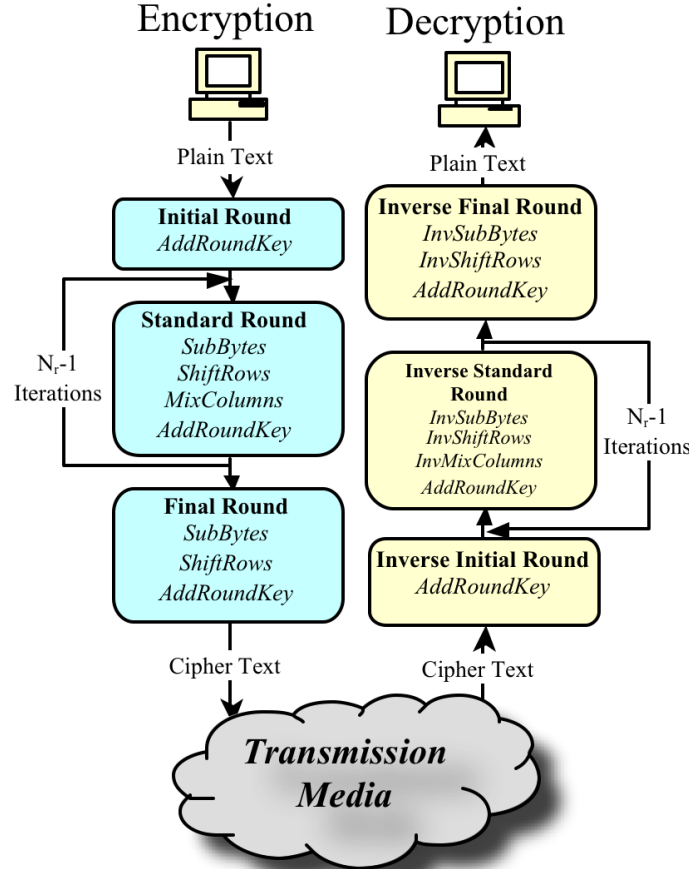 Encryption
Plain Text
Initial Round
AddRoundKey
Standard Round
SubBytes
ShiftRows
MixColumns
AddRoundKey
Nr-1
Iterations
Final Round
SubBytes
ShiftRows
AddRoundKey
Cipher Text
Decryption
Plain Text
Inverse Final Round
InvSubBytes
InvShiftRows
AddRoundKey
Inverse Standard
Round
InvSubBytes
InvShiftRows
InvMixColumns
AddRoundKey
Nr-1
Iterations
Inverse Initial Round
AddRoundKey
Cipher Text
Transmission
Media